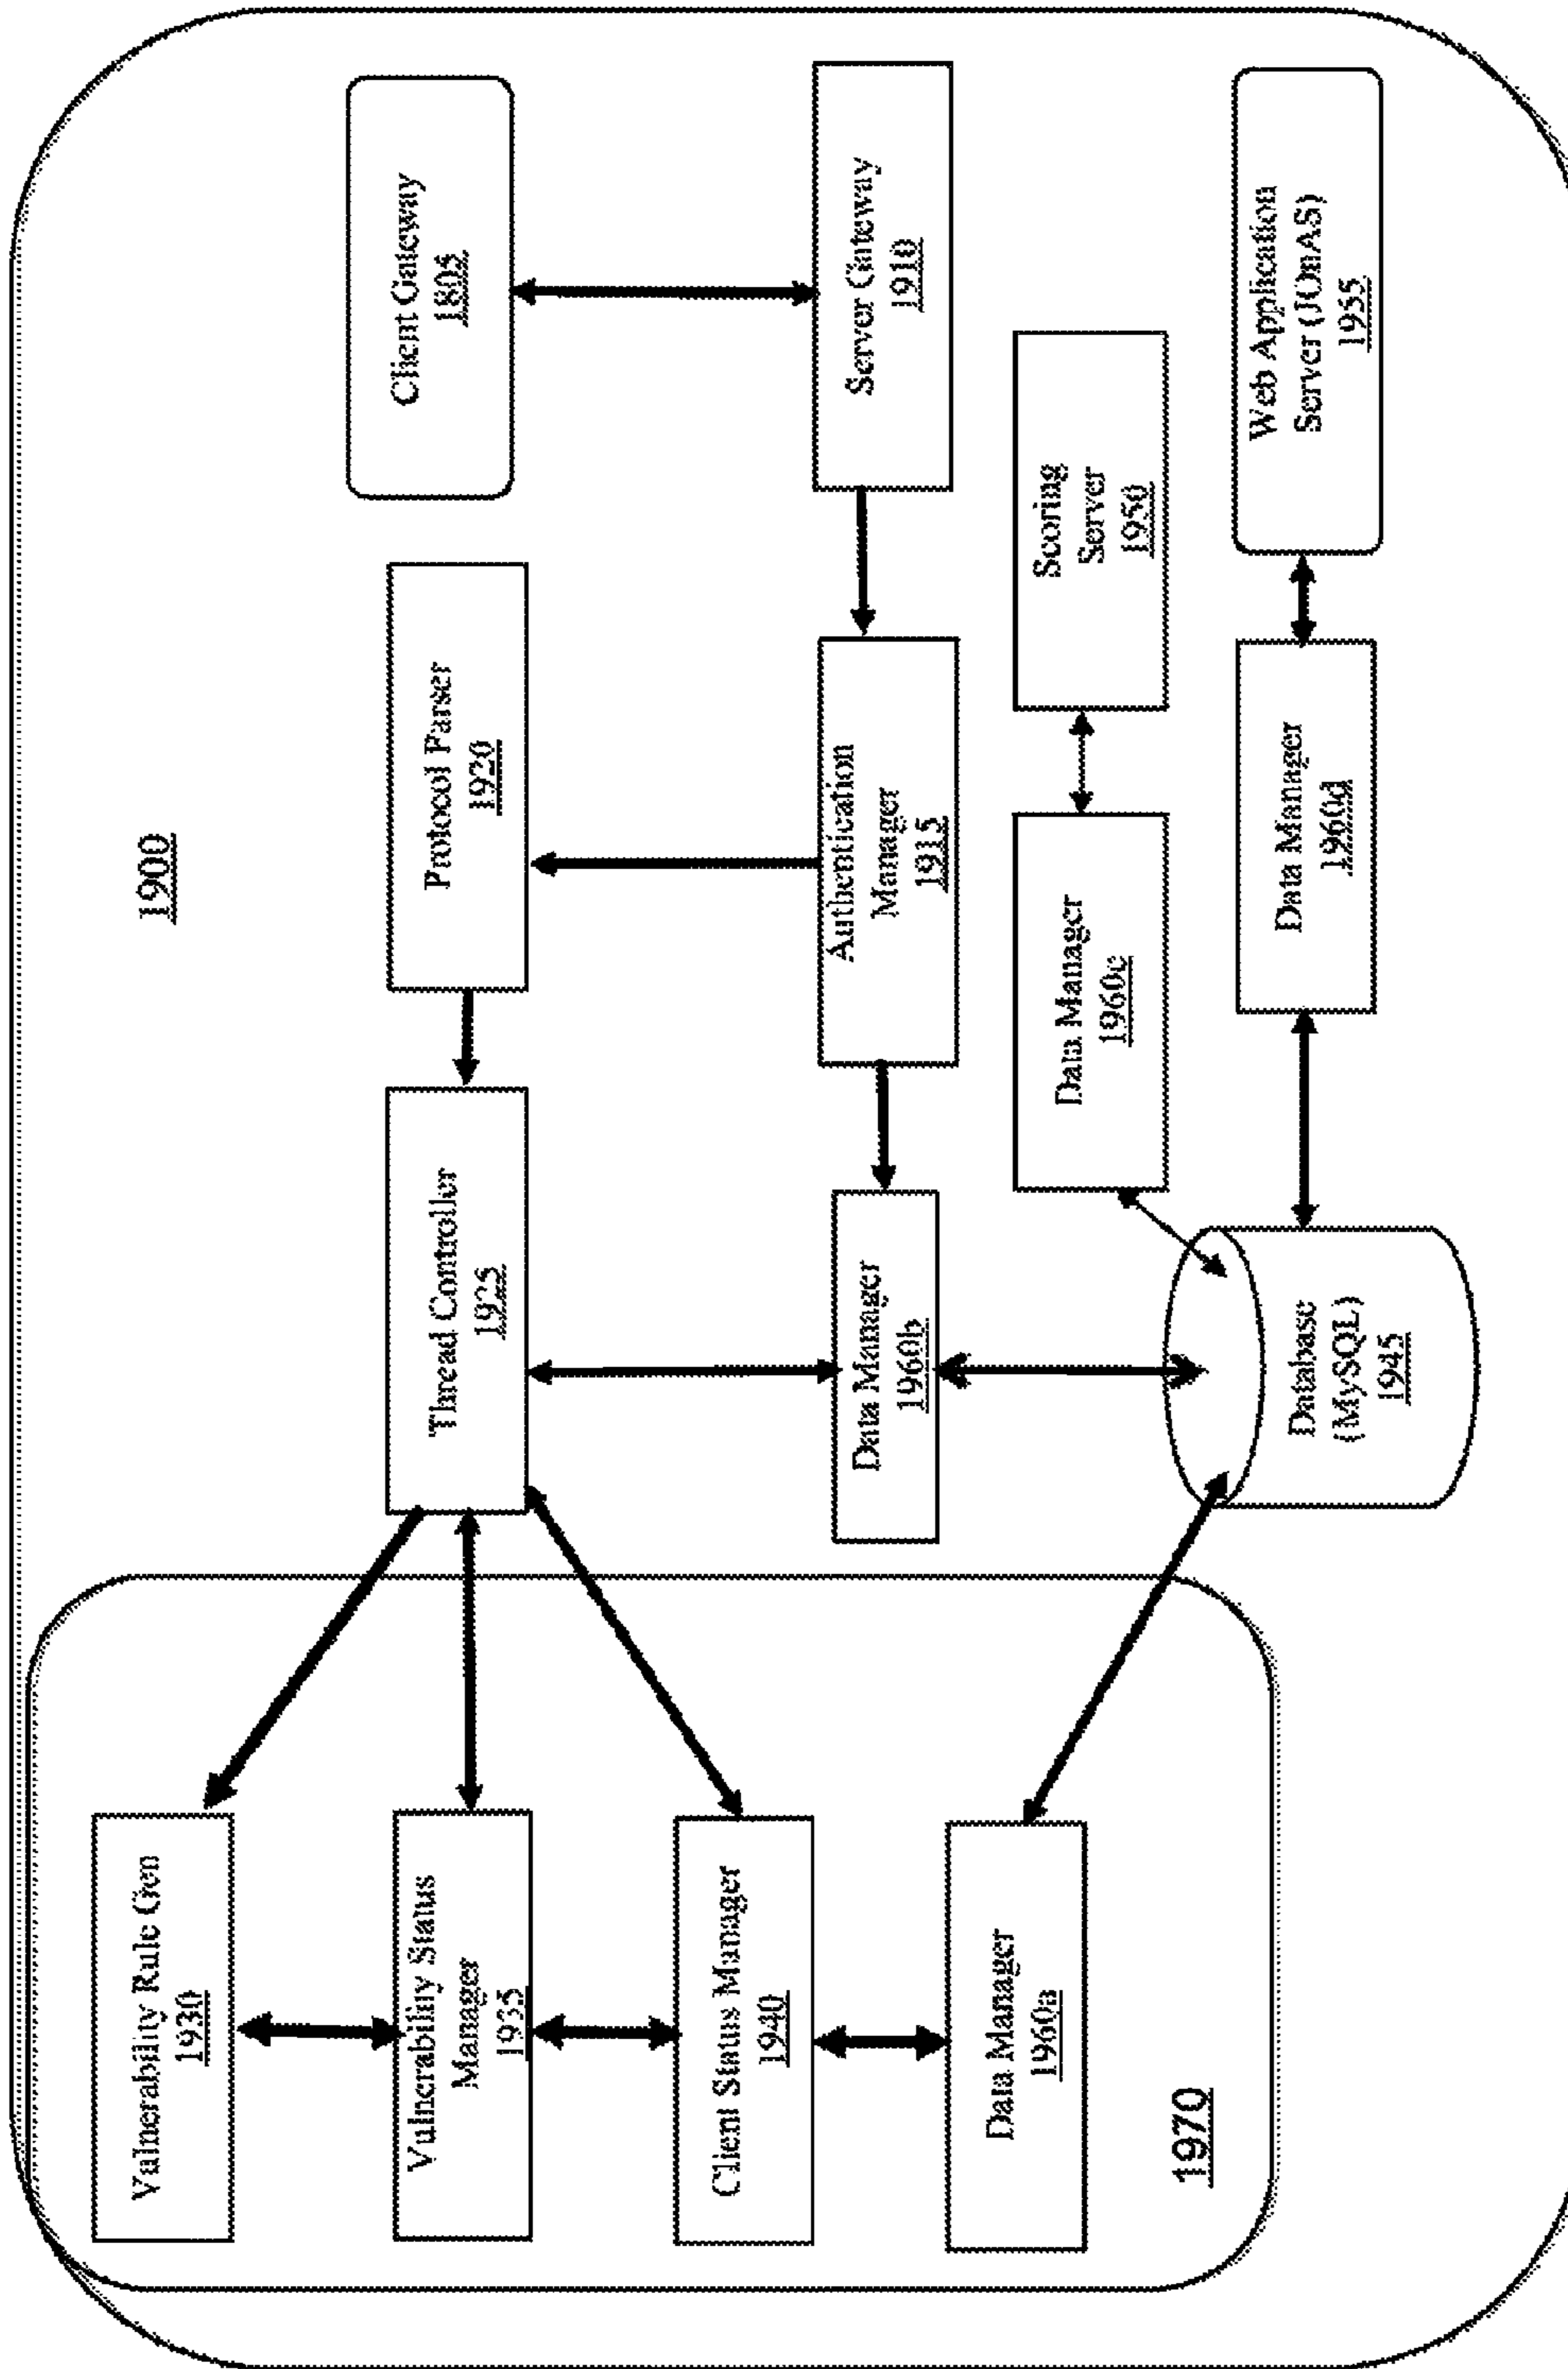 1900
Vulnerability Rule Gen
1930
Vulnerability Status
Manager
1935
Client Status Manager
1940
Data Manager
1960a
1970
Thread Controller
1925
Protocol Parser
1920
Client Gateway
1805
Data Manager
1960b
Authentication
Manager
1915
Server Gateway
1910
Data Manager
1960c
Scoring
Server
1950
Database
(MySQL)
1945
Data Manager
1960d
Web Application
Server (JOnAS)
1955